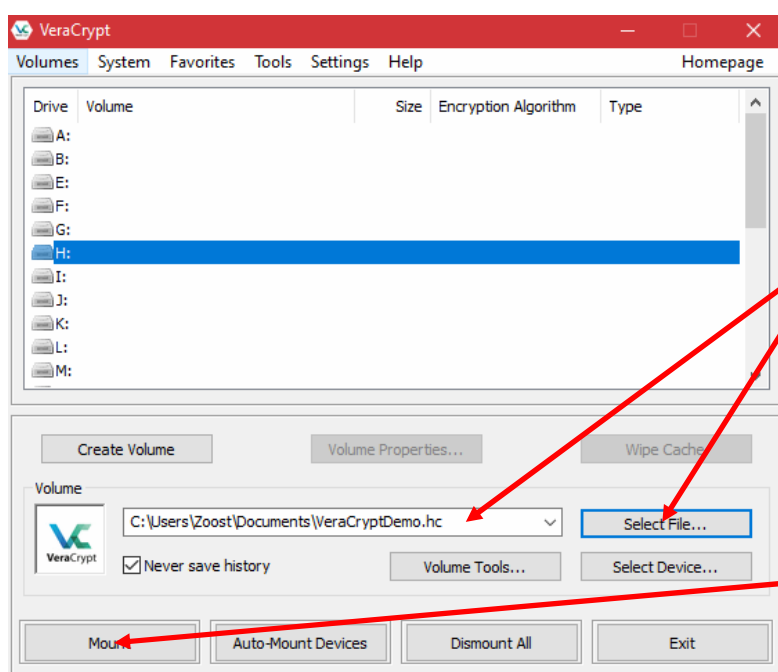 VeraCrypt
Volumes System Favorites Tools Settings Help Homepage
Drive Volume Size Encryption Algorithm Type
A:
B:
E:
F:
G:
H:
I:
J:
K:
L:
M:
Create Volume Volume Properties... Wipe Cache
Volume
C:\Users\Zoost\Documents\VeraCryptDemo.hc Select File...
VeraCrypt
Never save history Volume Tools... Select Device...
Mount Auto-Mount Devices Dismount All Exit